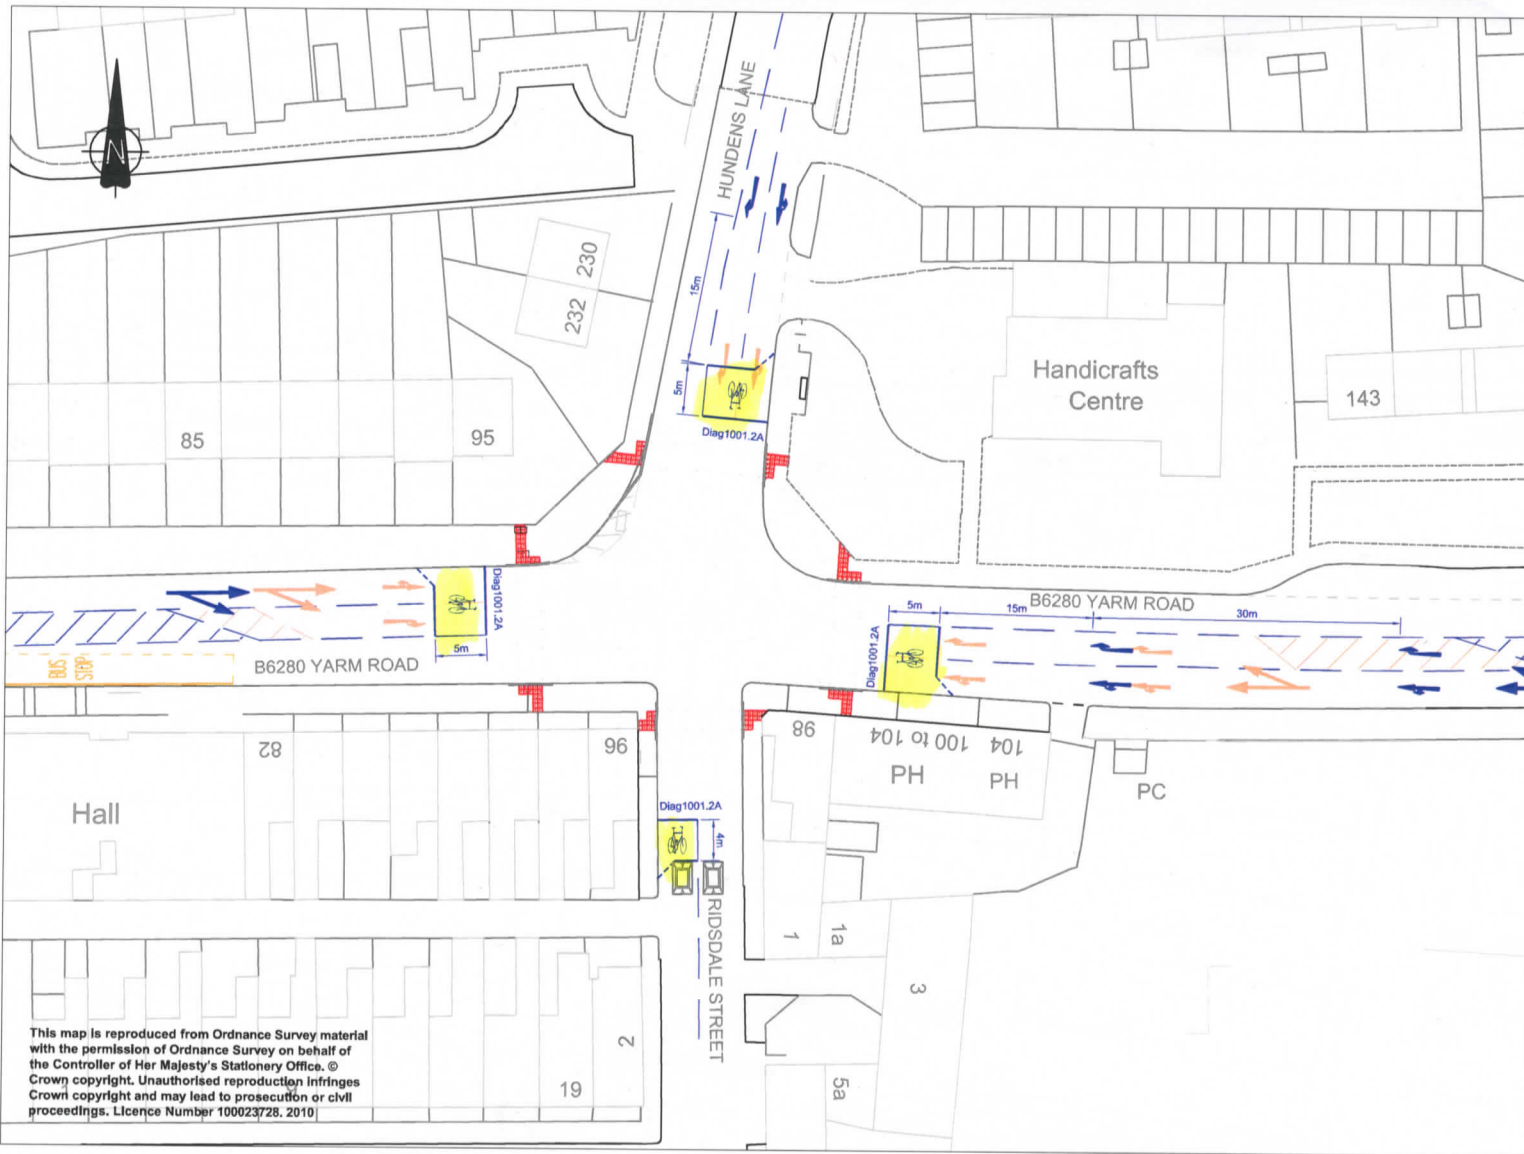 HUNDENS LANE
N
230
232
15m
5m
Diag1001.2A
Handicrafts
Centre
143
85
95
Diag1001.2A
5m
B6280 YARM ROAD
BUS
STOP
B6280 YARM ROAD
5m
15m
30m
Diag1001.2A
82
96
98
100 to 104
104
PH
PH
PC
Hall
Diag1001.2A
4m
RIDSDALE STREET
1
1a
3
2
19
5a
This map is reproduced from Ordnance Survey material
with the permission of Ordnance Survey on behalf of
the Controller of Her Majesty's Stationery Office. ©
Crown copyright. Unauthorised reproduction infringes
Crown copyright and may lead to prosecution or civil
proceedings. Licence Number 100023728. 2010